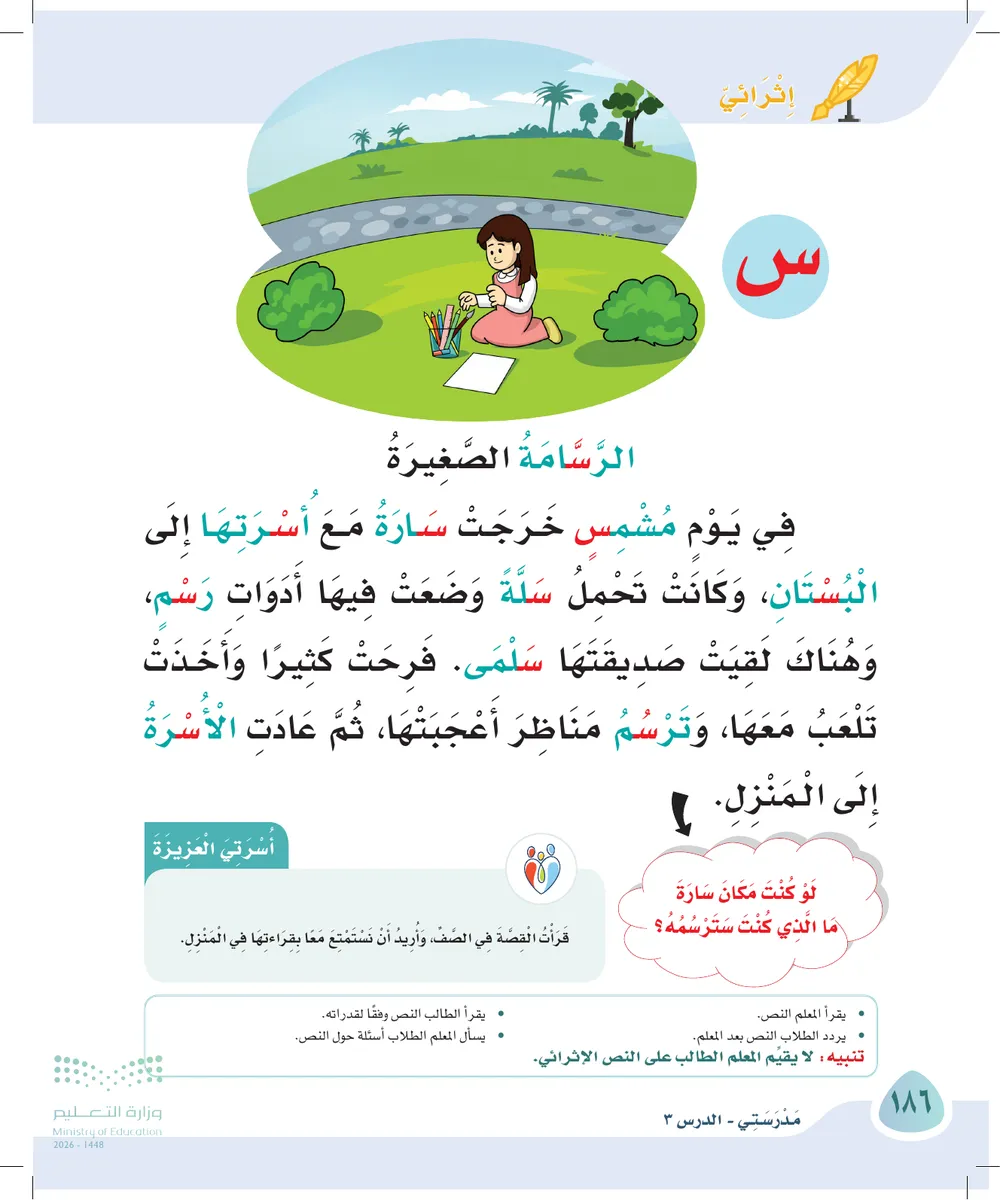 إِثْرَائِيّ
س
الرَّسَّامَةُ الصَّغِيرَةُ
فِي يَوْمٍ مُشْمِسٍ خَرَجَتْ سَارَةُ مَعَ أُسْرَتِهَا إِلَى
الْبُسْتَانِ، وَكَانَتْ تَحْمِلُ سَلَّةً وَضَعَتْ فِيهَا أَدَوَاتِ رَسْمٍ،
وَهُنَاكَ لَقِيَتْ صَدِيقَتَهَا سَلْمَى. فَرِحَتْ كَثِيرًا وَأَخَذَتْ
تَلْعَبُ مَعَهَا، وَتَرْسُمُ مَنَاظِرَ أَعْجَبَتْهَا، ثُمَّ عَادَتِ الْأُسْرَةُ
إِلَى الْمَنْزِلِ.
لَوْ كُنْتَ مَكَانَ سَارَةَ
مَا الَّذِي كُنْتَ سَتَرْسُمُهُ؟
أُسْرَتِيَ الْعَزِيزَةَ
قَرَأْتُ الْقِصَّةَ فِي الصَّفِّ، وَأُرِيدُ أَنْ نَسْتَمْتِعَ مَعًا بِقِرَاءَتِهَا فِي الْمَنْزِلِ.
• يقرأ المعلم النص.
• يردد الطلاب النص بعد المعلم.
• يقرأ الطالب النص وفقًا لقدراته.
• يسأل المعلم الطلاب أسئلة حول النص.
تنبيه: لا يقيِّم المعلم الطالب على النص الإثرائي.
١٨٦
مَدْرَسَتِي - الدرس ٣
وزارة التعليم
Ministry of Education
2026 - 1448